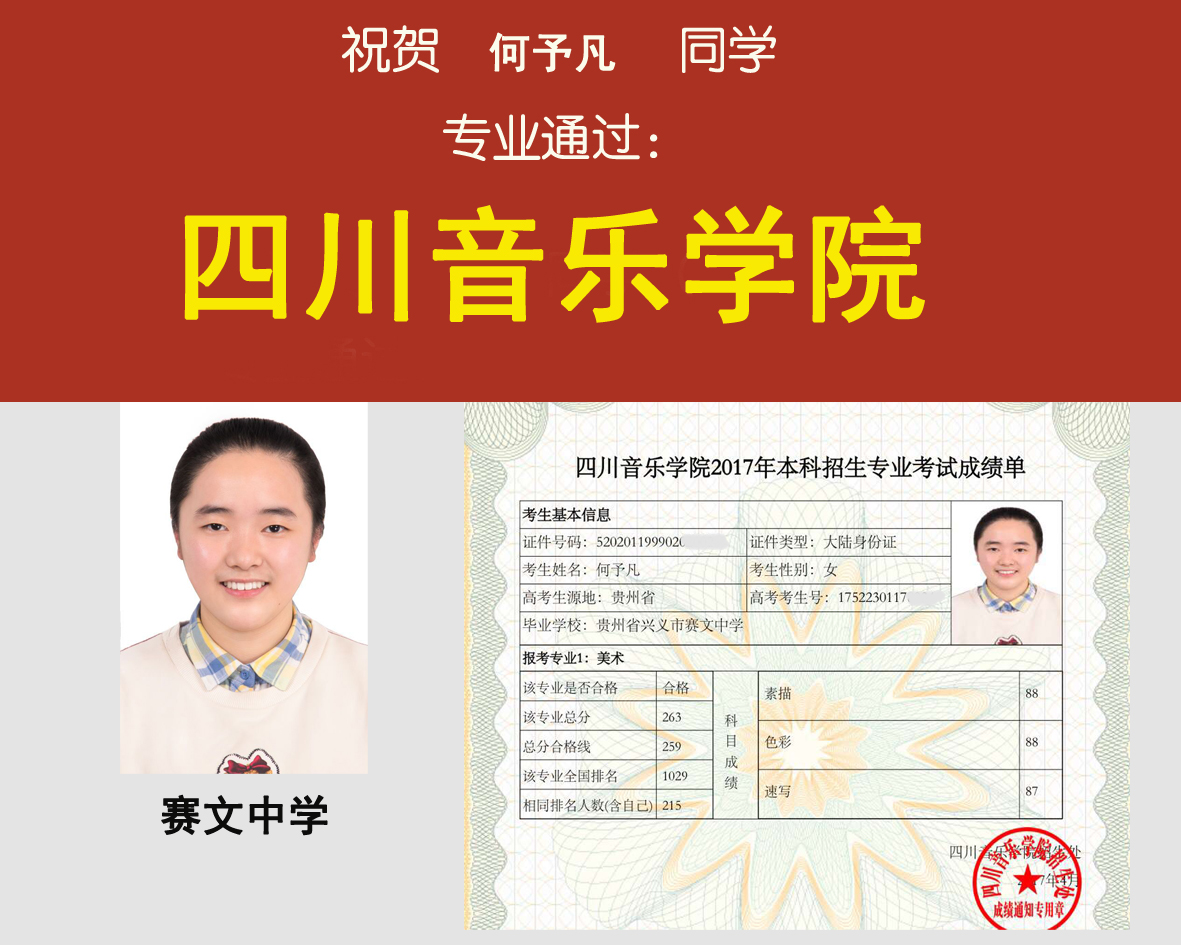 祝贺 何予凡 同学
专业通过：
四川音乐学院
赛文中学
四川音乐学院2017年本科招生专业考试成绩单
考生基本信息
证件号码：5202011999020 证件类型：大陆身份证
考生姓名：何予凡 考生性别：女
高考生源地：贵州省 高考考生号：1752230117
毕业学校：贵州省兴义市赛文中学
报考专业1：美术
该专业是否合格 合格
该专业总分 263
总分合格线 259
该专业全国排名 1029
相同排名人数(含自己) 215
科目成绩
素描 88
色彩 88
速写 87
四川音乐学院招生处
2017年4月
四川音乐学院招生处
成绩通知专用章